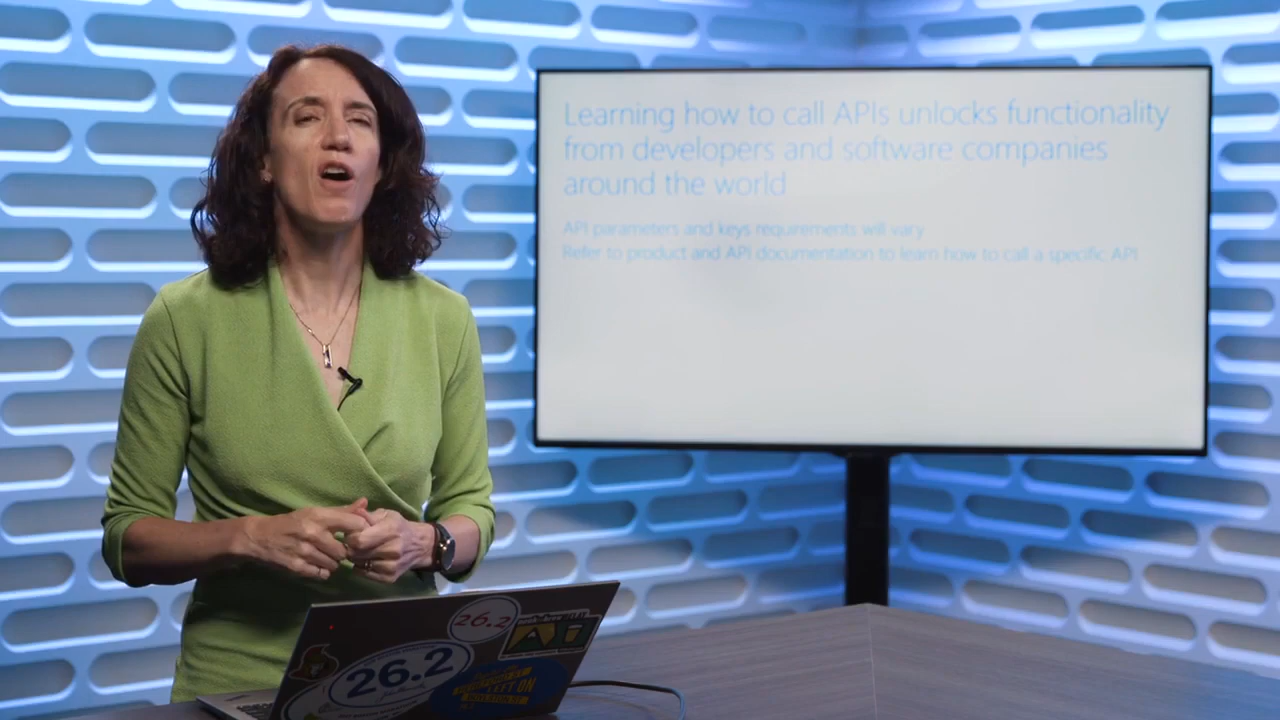 Learning how to call APIs unlocks functionality
from developers and software companies
around the world
API parameters and keys requirements will vary
Refer to product and API documentation to learn how to call a specific API
26.2
26.2
LEFT ON